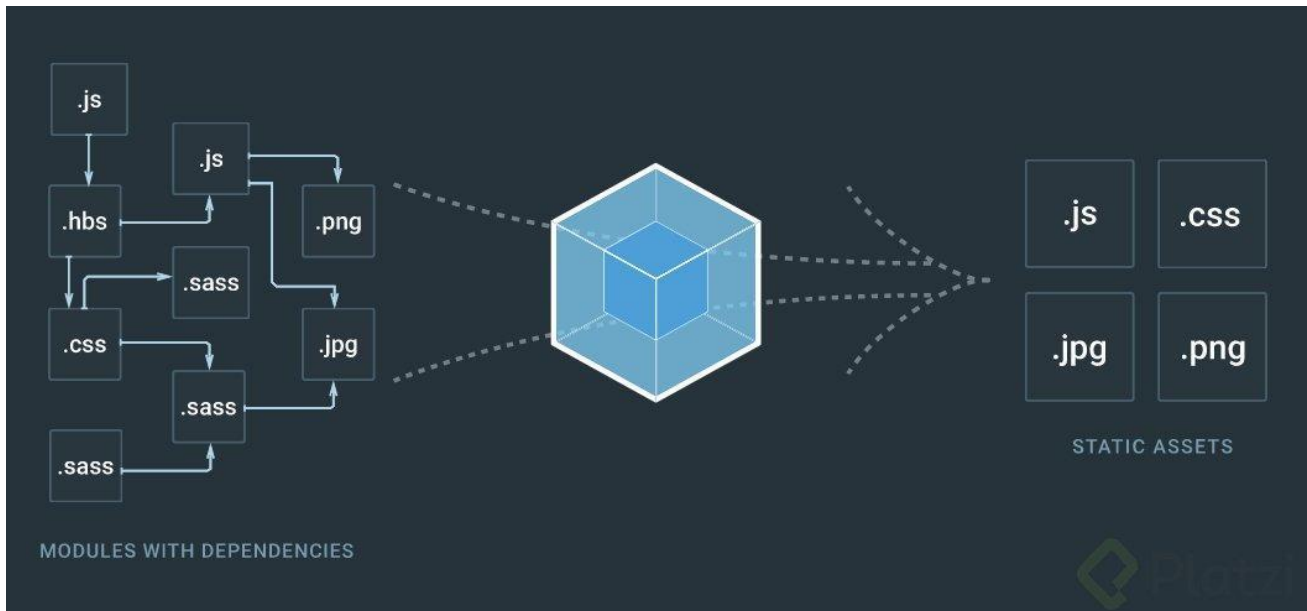 .js
.js
.hbs
.png
.sass
.css
.jpg
.sass
.sass
MODULES WITH DEPENDENCIES
.js
.css
.jpg
.png
STATIC ASSETS
Platzi